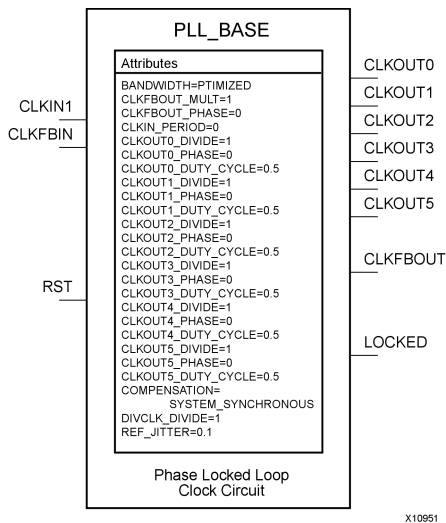 PLL_BASE
Attributes
BANDWIDTH=PTIMIZED
CLKFBOUT_MULT=1
CLKFBOUT_PHASE=0
CLKIN_PERIOD=0
CLKOUT0_DIVIDE=1
CLKOUT0_PHASE=0
CLKOUT0_DUTY_CYCLE=0.5
CLKOUT1_DIVIDE=1
CLKOUT1_PHASE=0
CLKOUT1_DUTY_CYCLE=0.5
CLKOUT2_DIVIDE=1
CLKOUT2_PHASE=0
CLKOUT2_DUTY_CYCLE=0.5
CLKOUT3_DIVIDE=1
CLKOUT3_PHASE=0
CLKOUT3_DUTY_CYCLE=0.5
CLKOUT4_DIVIDE=1
CLKOUT4_PHASE=0
CLKOUT4_DUTY_CYCLE=0.5
CLKOUT5_DIVIDE=1
CLKOUT5_PHASE=0
CLKOUT5_DUTY_CYCLE=0.5
COMPENSATION=
SYSTEM_SYNCHRONOUS
DIVCLK_DIVIDE=1
REF_JITTER=0.1
CLKIN1
CLKFBIN
RST
CLKOUT0
CLKOUT1
CLKOUT2
CLKOUT3
CLKOUT4
CLKOUT5
CLKFBOUT
LOCKED
Phase Locked Loop
Clock Circuit
X10951